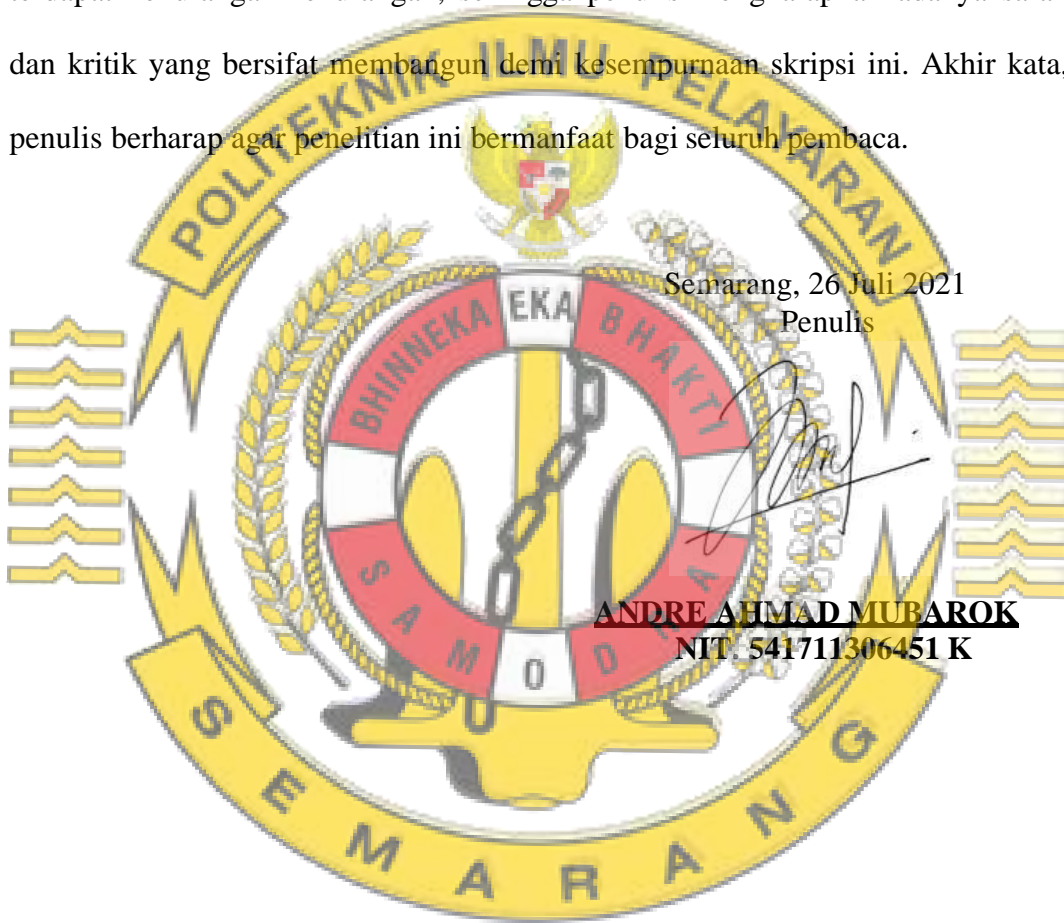 dan kritik yang bersifat membangun demi kesempurnaan skripsi ini. Akhir kata,
penulis berharap agar penelitian ini bermanfaat bagi seluruh pembaca.
Semarang, 26 Juli 2021
Penulis
ANDRE AHMAD MUBAROK
NIT. 541711306451 K
POLITEKNIK ILMU PELAYARAN
BHINNEKA EKA BHAKTI
SAMODRA
SEMARANG